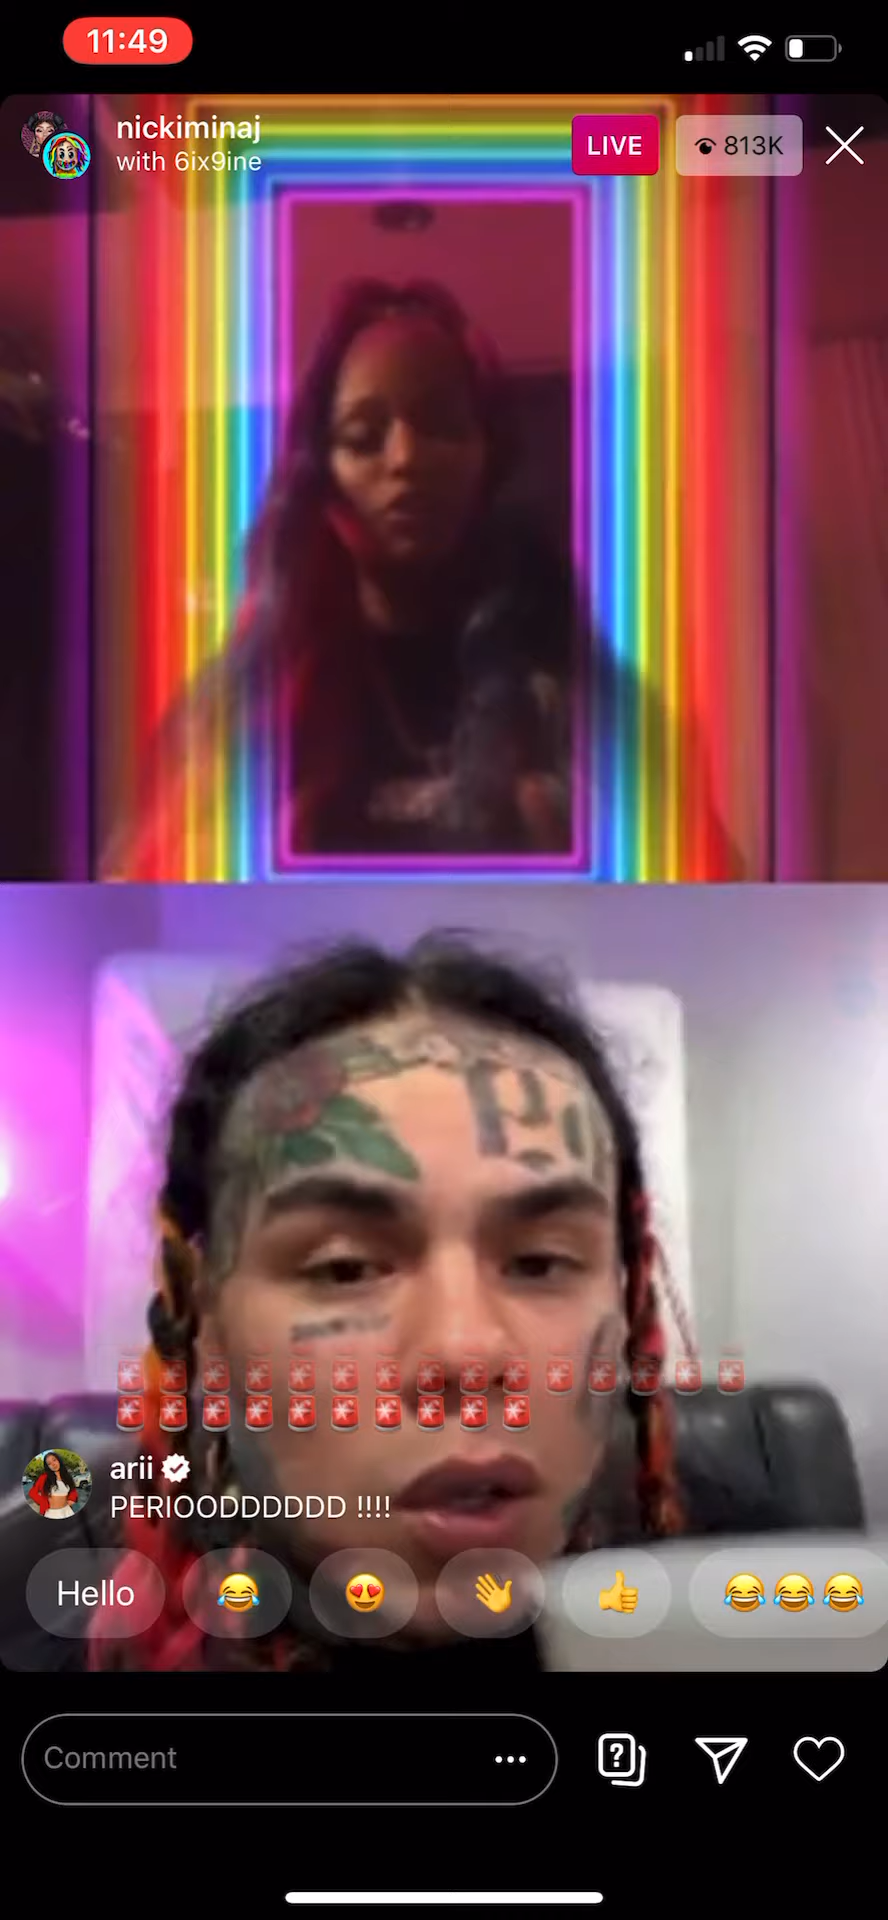 11:49
nickiminaj
with 6ix9ine
LIVE
813K
arii
PERIOODDDDDD !!!!
Hello
Comment